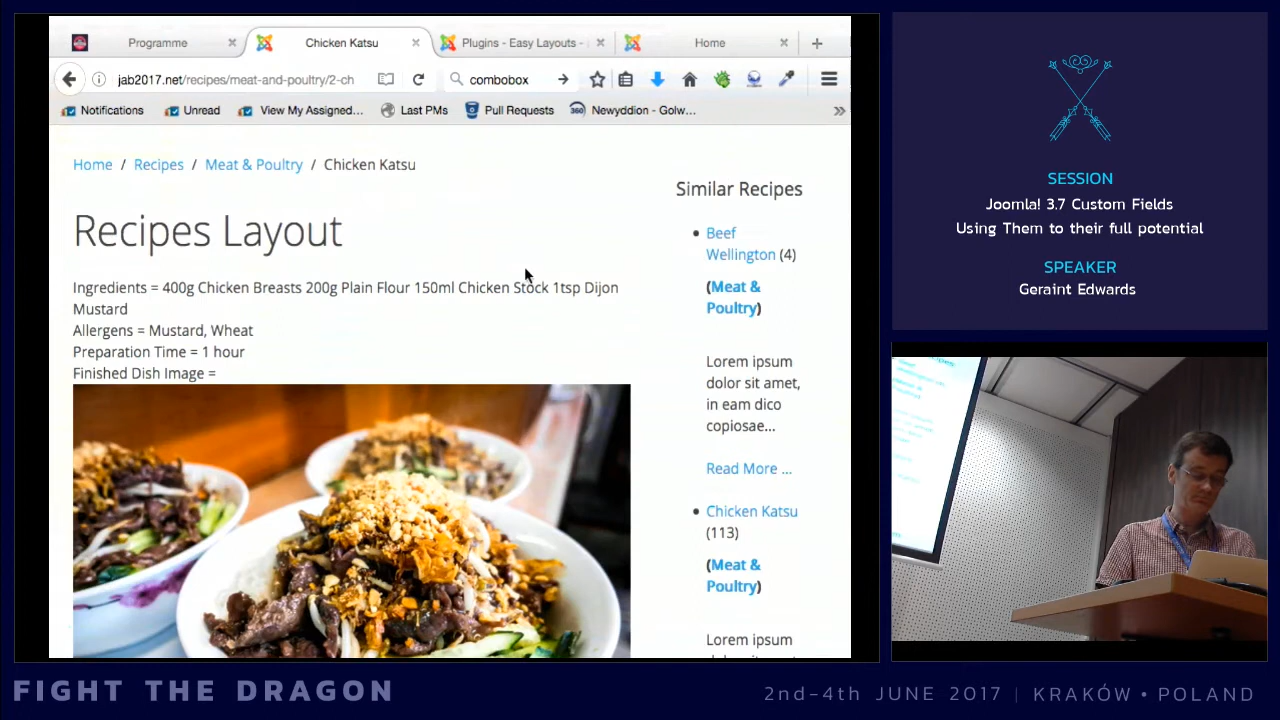 Programme
Chicken Katsu
Plugins - Easy Layouts -
Home
jab2017.net/recipes/meat-and-poultry/2-ch
combobox
Notifications
Unread
View My Assigned...
Last PMs
Pull Requests
360
Newyddion - Golw...
Home / Recipes / Meat & Poultry / Chicken Katsu
Recipes Layout
Ingredients = 400g Chicken Breasts 200g Plain Flour 150ml Chicken Stock 1tsp Dijon
Mustard
Allergens = Mustard, Wheat
Preparation Time = 1 hour
Finished Dish Image =
Similar Recipes
Beef
Wellington (4)
(Meat &
Poultry)
Lorem ipsum
dolor sit amet,
in eam dico
copiosae...
Read More ...
Chicken Katsu
(113)
(Meat &
Poultry)
Lorem ipsum
SESSION
Joomla! 3.7 Custom Fields
Using Them to their full potential
SPEAKER
Geraint Edwards
FIGHT THE DRAGON
2nd-4th JUNE 2017 | KRAKÓW • POLAND